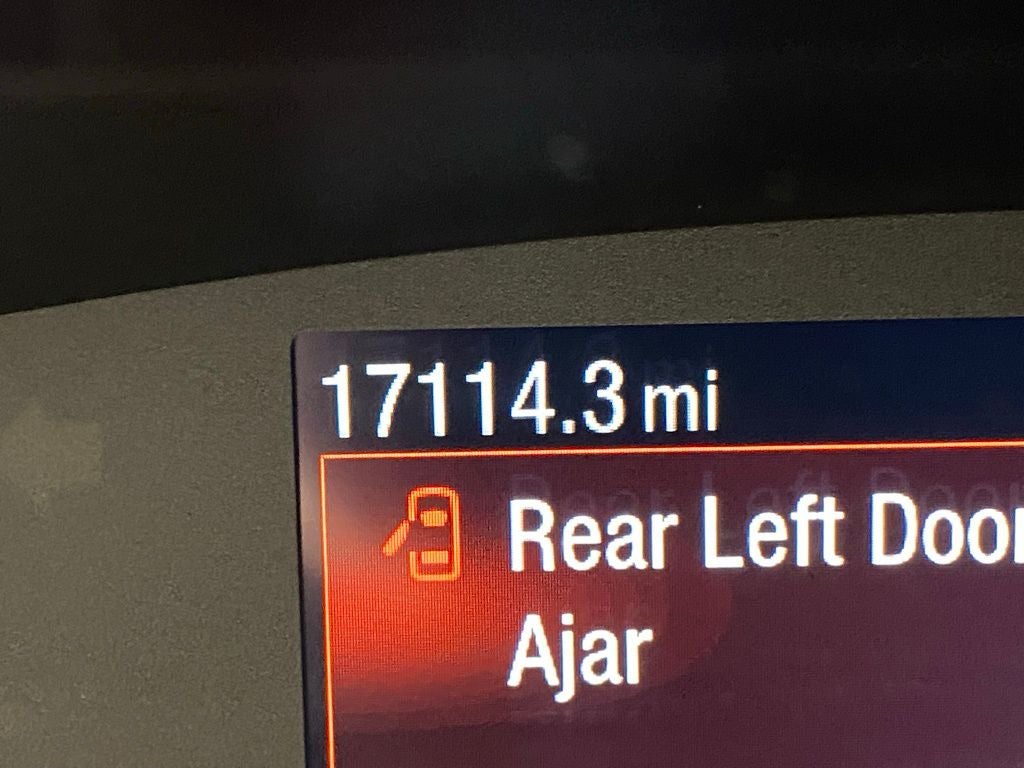 17114.3 mi
Rear Left Door
Ajar